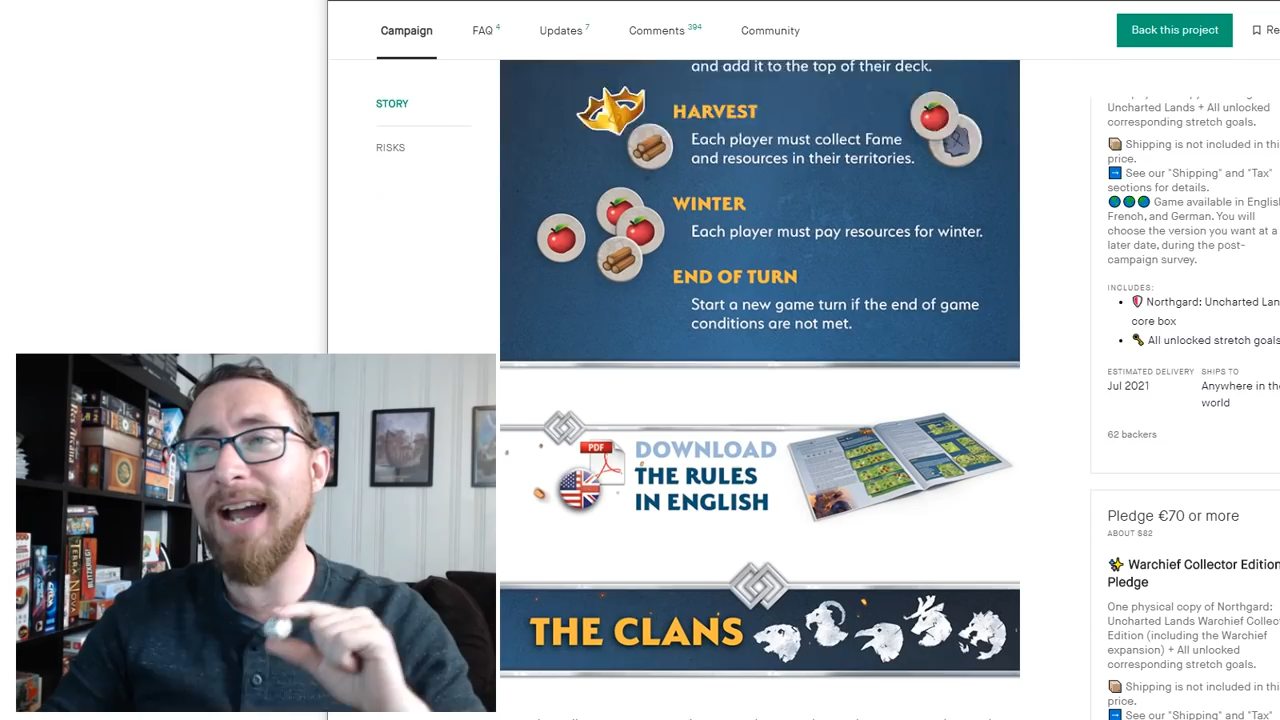 Campaign FAQ 4 Updates 7 Comments 394 Community Back this project Re
STORY
RISKS
and add it to the top of their deck.
HARVEST
Each player must collect Fame
and resources in their territories.
WINTER
Each player must pay resources for winter.
END OF TURN
Start a new game turn if the end of game
conditions are not met.
PDF
DOWNLOAD
THE RULES
IN ENGLISH
THE CLANS
Uncharted Lands + All unlocked
corresponding stretch goals.
Shipping is not included in thi
price.
See our "Shipping" and "Tax"
sections for details.
Game available in English
French, and German. You will
choose the version you want at a
later date, during the post-
campaign survey.
INCLUDES:
• Northgard: Uncharted Lan
core box
• All unlocked stretch goals
ESTIMATED DELIVERY SHIPS TO
Jul 2021 Anywhere in the
world
62 backers
Pledge €70 or more
ABOUT $82
Warchief Collector Edition
Pledge
One physical copy of Northgard:
Uncharted Lands Warchief Collec
Edition (including the Warchief
expansion) + All unlocked
corresponding stretch goals.
Shipping is not included in thi
price.
See our "Shipping" and "Tax"
TERRA NOVA
BLITZKRIEG!